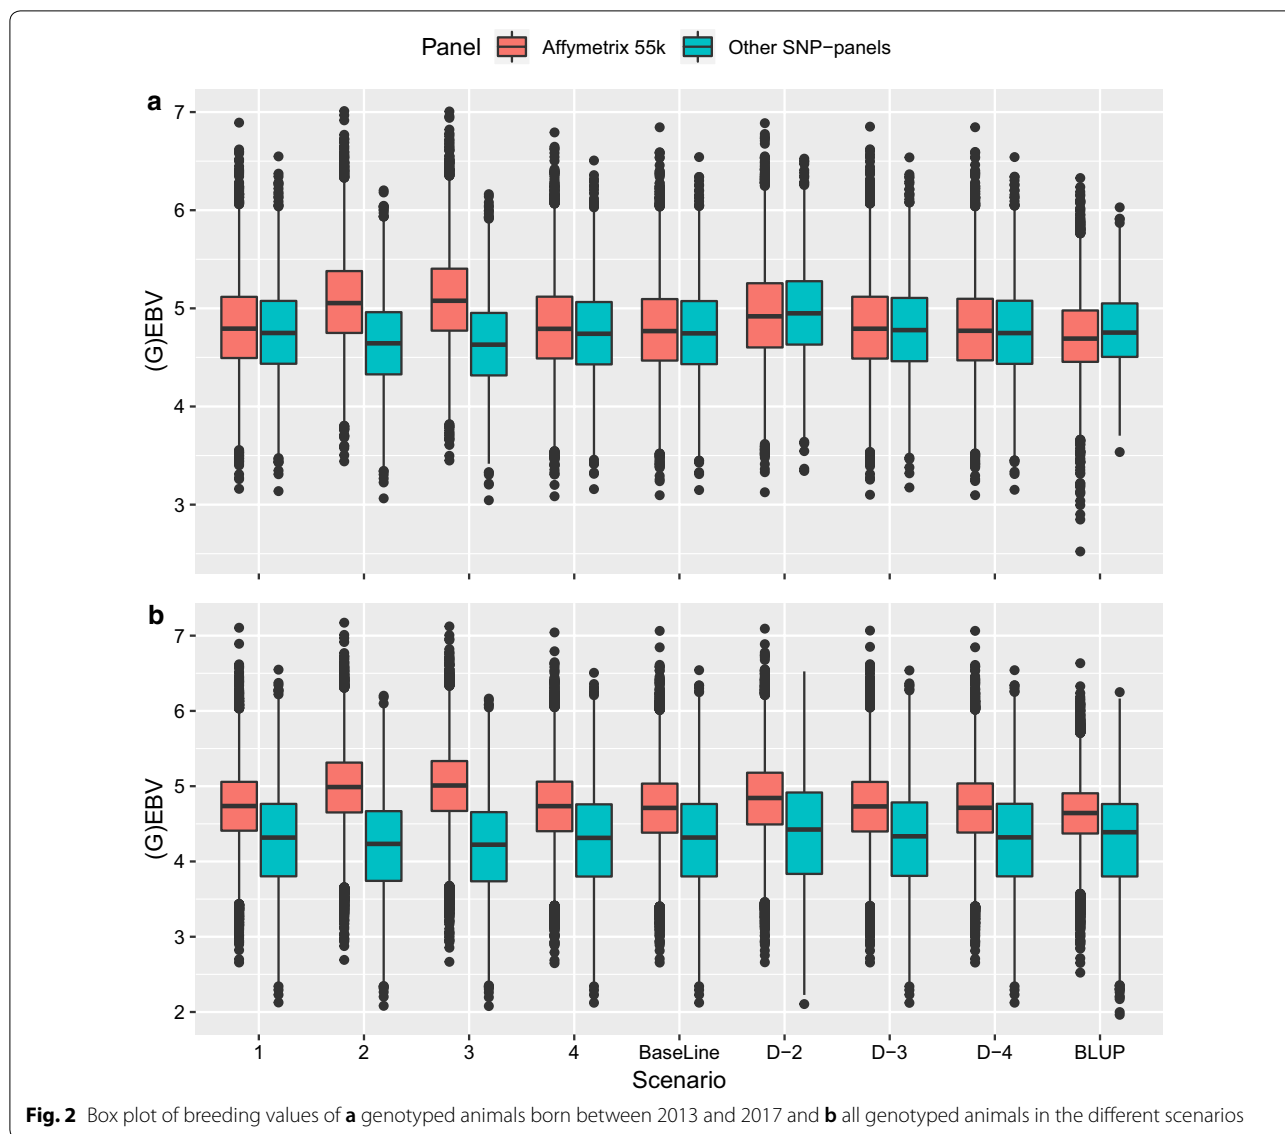 Panel Affymetrix 55k Other SNP-panels
a
7
6
5
4
3
(G)EBV
b
7
6
5
4
3
2
(G)EBV
1 2 3 4 BaseLine D-2 D-3 D-4 BLUP
Scenario
Fig. 2 Box plot of breeding values of a genotyped animals born between 2013 and 2017 and b all genotyped animals in the different scenarios